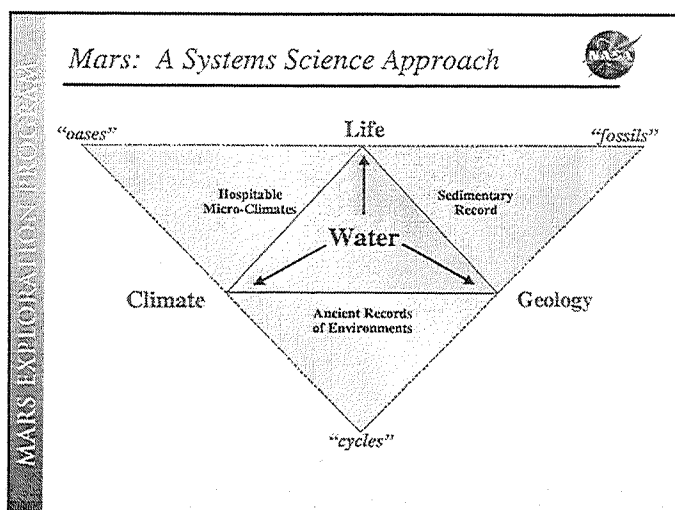 Mars: A Systems Science Approach
NASA
MARS EXPLORATION PROGRAM
Life
"oases"
"fossils"
Hospitable
Micro-Climates
Sedimentary
Record
Water
Climate
Geology
Ancient Records
of Environments
"cycles"